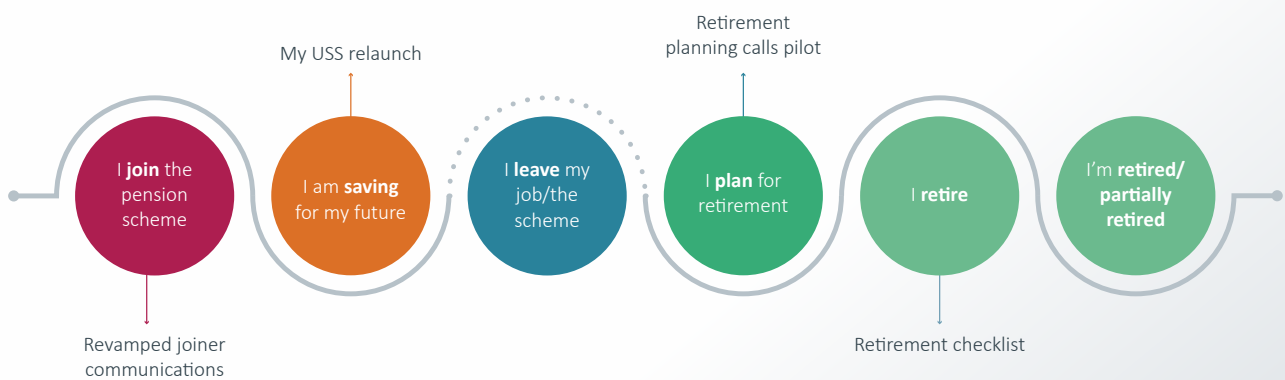 Retirement
planning calls pilot
My USS relaunch
I join the
pension
scheme
I am saving
for my future
I leave my
job/the
scheme
I plan for
retirement
I retire
I'm retired/
partially
retired
Revamped joiner
communications
Retirement checklist